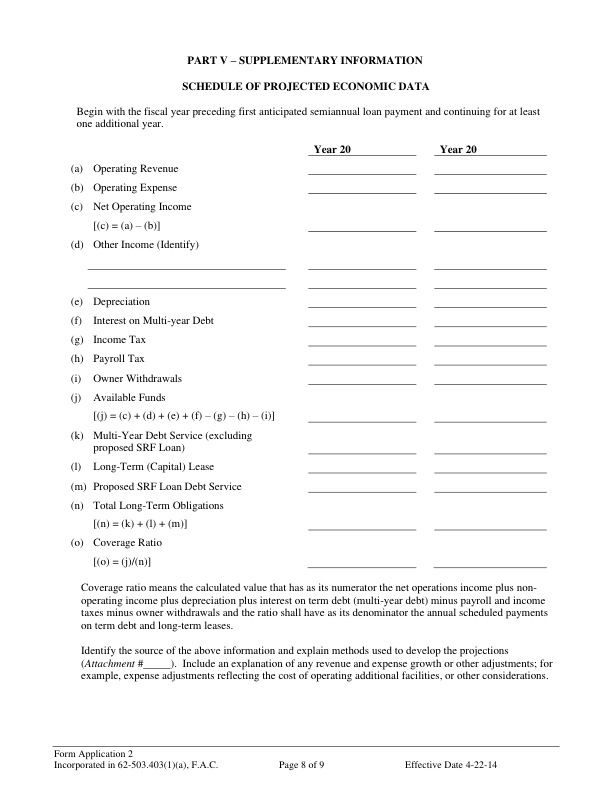 PART V – SUPPLEMENTARY INFORMATION
SCHEDULE OF PROJECTED ECONOMIC DATA
Begin with the fiscal year preceding first anticipated semiannual loan payment and continuing for at least
one additional year.
Year 20 Year 20
(a) Operating Revenue
(b) Operating Expense
(c) Net Operating Income
[(c) = (a) – (b)]
(d) Other Income (Identify)
(e) Depreciation
(f) Interest on Multi-year Debt
(g) Income Tax
(h) Payroll Tax
(i) Owner Withdrawals
(j) Available Funds
[(j) = (c) + (d) + (e) + (f) – (g) – (h) – (i)]
(k) Multi-Year Debt Service (excluding
proposed SRF Loan)
(l) Long-Term (Capital) Lease
(m) Proposed SRF Loan Debt Service
(n) Total Long-Term Obligations
[(n) = (k) + (l) + (m)]
(o) Coverage Ratio
[(o) = (j)/(n)]
Coverage ratio means the calculated value that has as its numerator the net operations income plus non-
operating income plus depreciation plus interest on term debt (multi-year debt) minus payroll and income
taxes minus owner withdrawals and the ratio shall have as its denominator the annual scheduled payments
on term debt and long-term leases.
Identify the source of the above information and explain methods used to develop the projections
(Attachment #_____). Include an explanation of any revenue and expense growth or other adjustments; for
example, expense adjustments reflecting the cost of operating additional facilities, or other considerations.
Form Application 2
Incorporated in 62-503.403(1)(a), F.A.C. Page 8 of 9 Effective Date 4-22-14